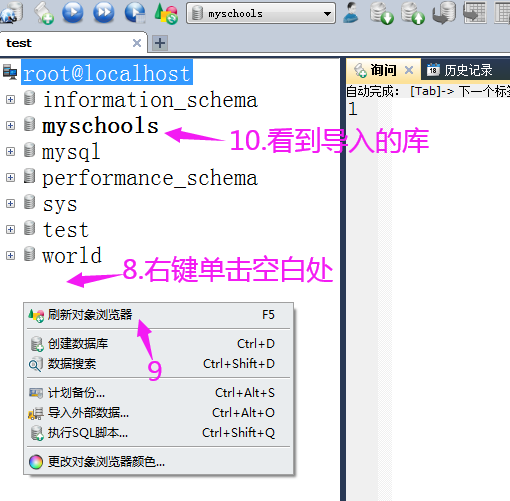 myschools
test
root@localhost
询问
历史记录
自动完成: [Tab]-> 下一个标
1
information_schema
myschools
mysql
performance_schema
sys
test
world
10.看到导入的库
8.右键单击空白处
刷新对象浏览器 F5
9
创建数据库 Ctrl+D
数据搜索 Ctrl+Shift+D
计划备份... Ctrl+Alt+S
导入外部数据... Ctrl+Alt+O
执行SQL脚本... Ctrl+Shift+Q
更改对象浏览器颜色...